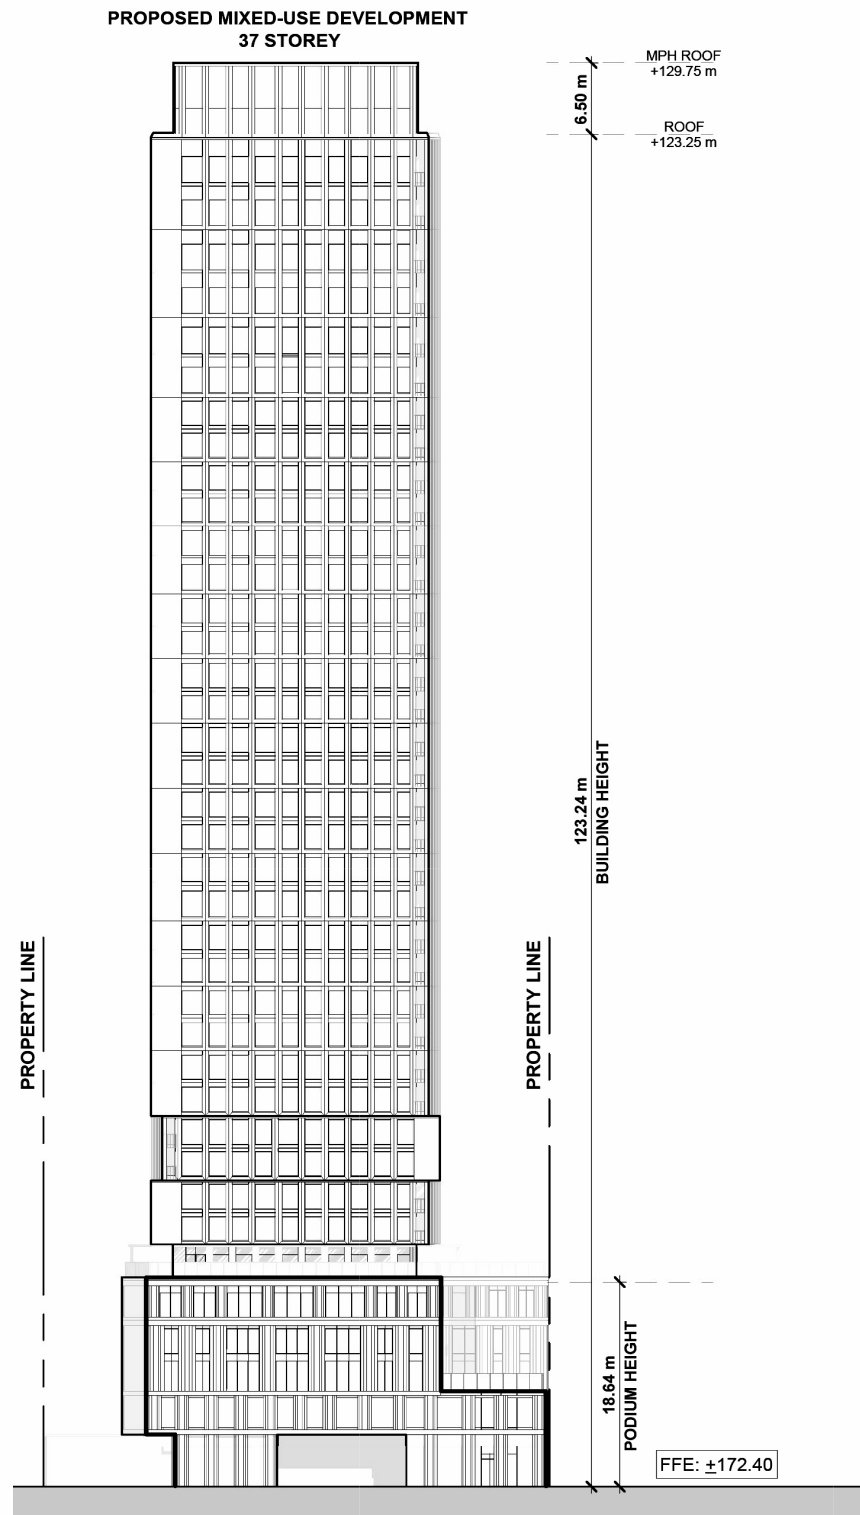 PROPOSED MIXED-USE DEVELOPMENT
37 STOREY
MPH ROOF
+129.75 m
6.50 m
ROOF
+123.25 m
123.24 m
BUILDING HEIGHT
PROPERTY LINE
PROPERTY LINE
18.64 m
PODIUM HEIGHT
FFE: ±172.40